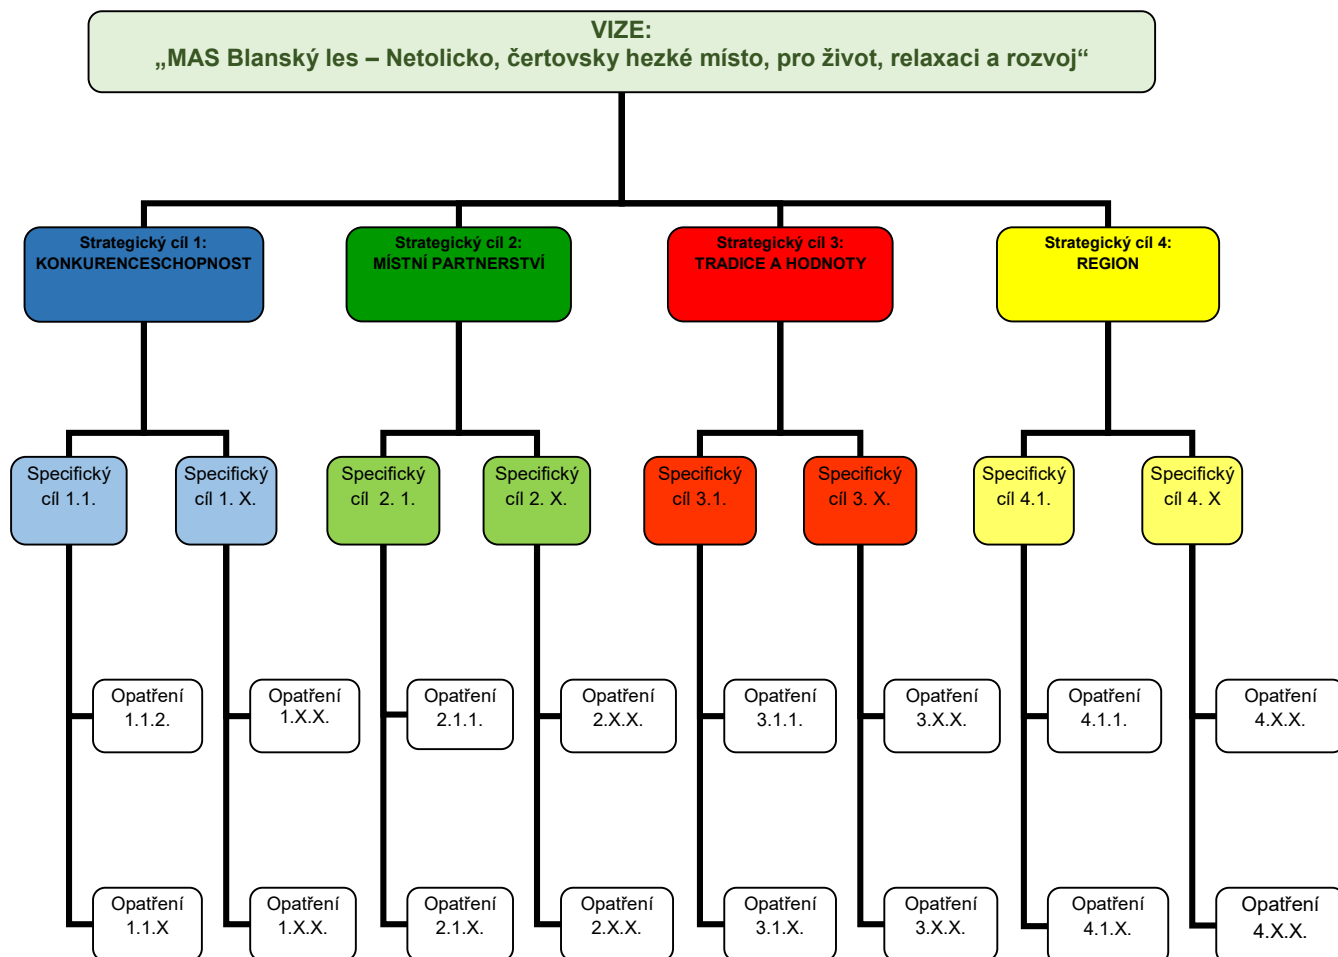 VIZE:
„MAS Blanský les – Netolicko, čertovsky hezké místo, pro život, relaxaci a rozvoj“
Strategický cíl 1:
KONKURENCESCHOPNOST
Strategický cíl 2:
MÍSTNÍ PARTNERSTVÍ
Strategický cíl 3:
TRADICE A HODNOTY
Strategický cíl 4:
REGION
Specifický
cíl 1.1.
Specifický
cíl 1. X.
Specifický
cíl 2. 1.
Specifický
cíl 2. X.
Specifický
cíl 3.1.
Specifický
cíl 3. X.
Specifický
cíl 4.1.
Specifický
cíl 4. X
Opatření
1.1.2.
Opatření
1.X.X.
Opatření
2.1.1.
Opatření
2.X.X.
Opatření
3.1.1.
Opatření
3.X.X.
Opatření
4.1.1.
Opatření
4.X.X.
Opatření
1.1.X
Opatření
1.X.X.
Opatření
2.1.X.
Opatření
2.X.X.
Opatření
3.1.X.
Opatření
3.X.X.
Opatření
4.1.X.
Opatření
4.X.X.